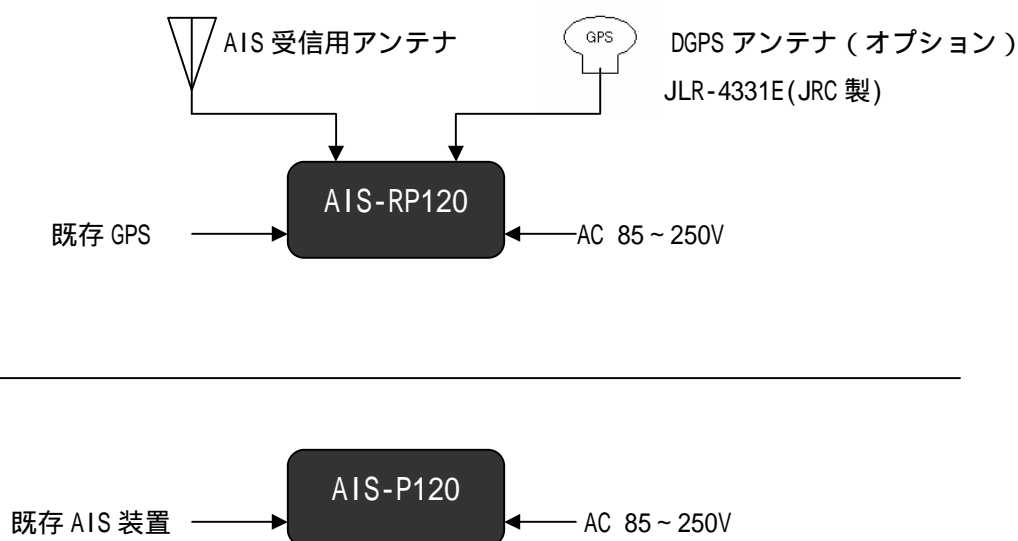 AIS 受信用アンテナ
GPS
DGPS アンテナ ( オプション )
JLR-4331E(JRC 製)
AIS-RP120
既存 GPS
AC 85 ~ 250V
AIS-P120
既存 AIS 装置
AC 85 ~ 250V